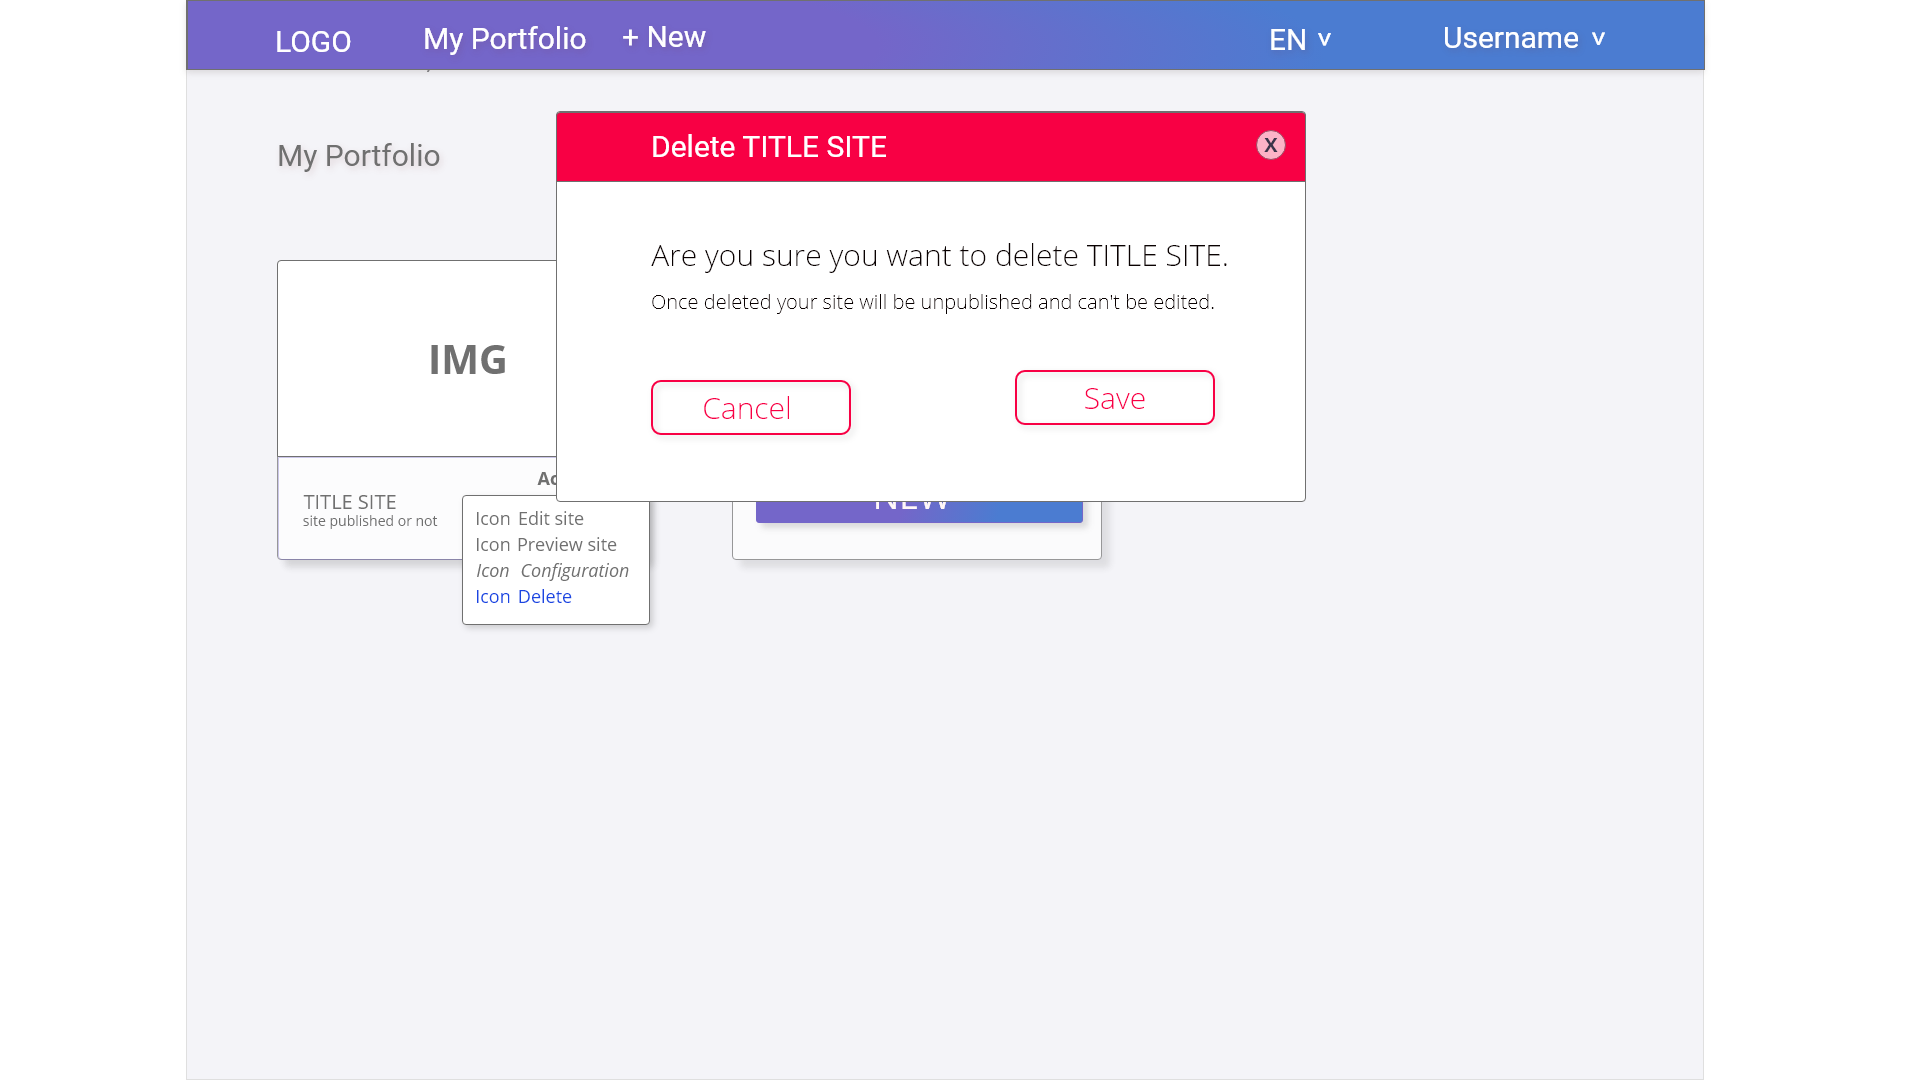 LOGO My Portfolio + New EN v Username v
My Portfolio
Delete TITLE SITE X
Are you sure you want to delete TITLE SITE.
Once deleted your site will be unpublished and can't be edited.
Cancel Save
IMG
TITLE SITE
site published or not
NEW
Icon Edit site
Icon Preview site
Icon Configuration
Icon Delete